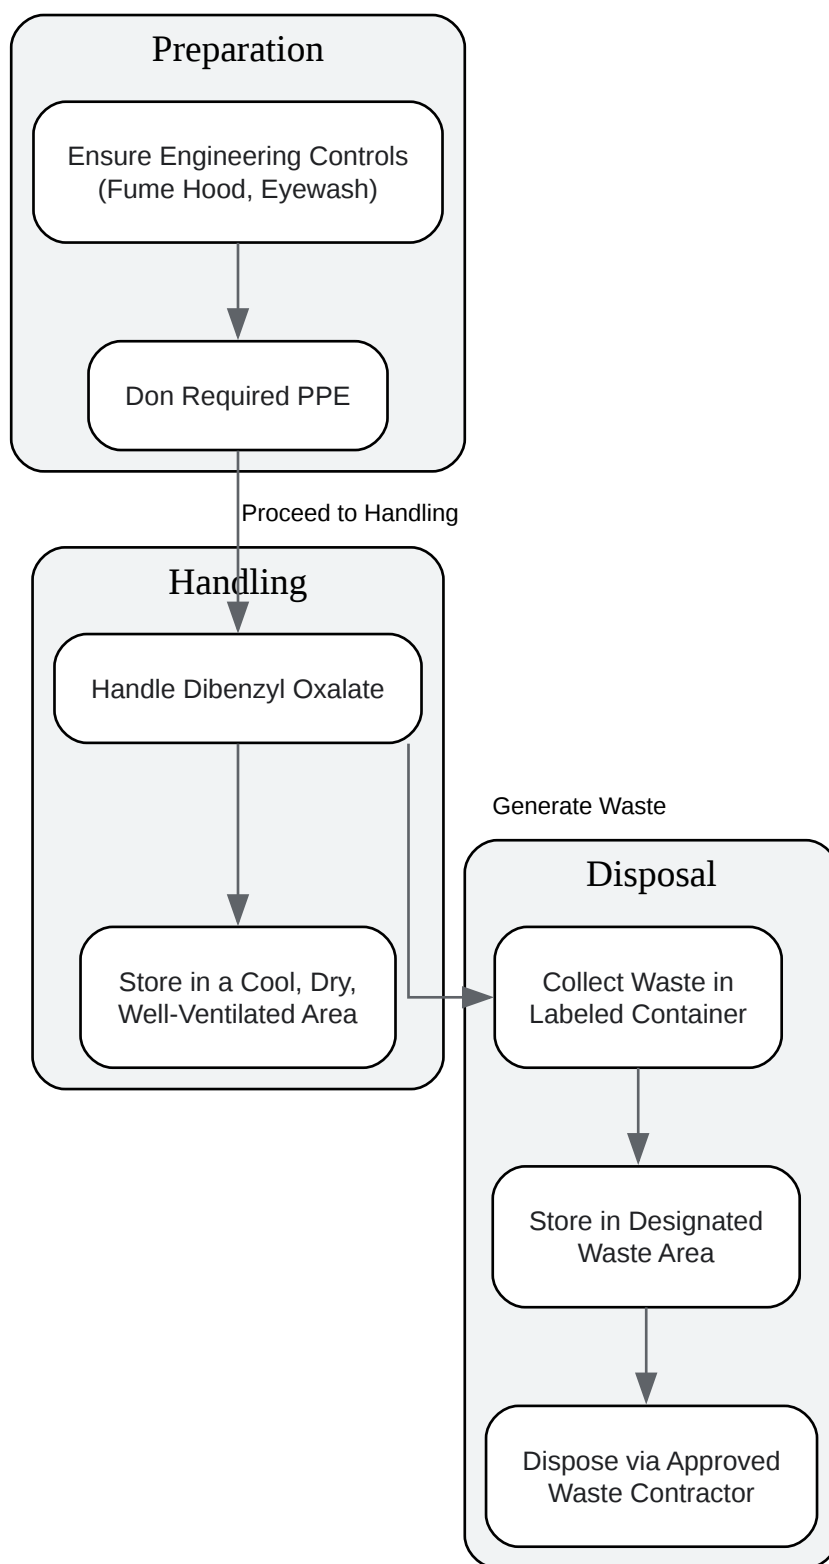 Preparation
Ensure Engineering Controls
(Fume Hood, Eyewash)
Don Required PPE
Proceed to Handling
Handling
Handle Dibenzyl Oxalate
Store in a Cool, Dry,
Well-Ventilated Area
Generate Waste
Disposal
Collect Waste in
Labeled Container
Store in Designated
Waste Area
Dispose via Approved
Waste Contractor